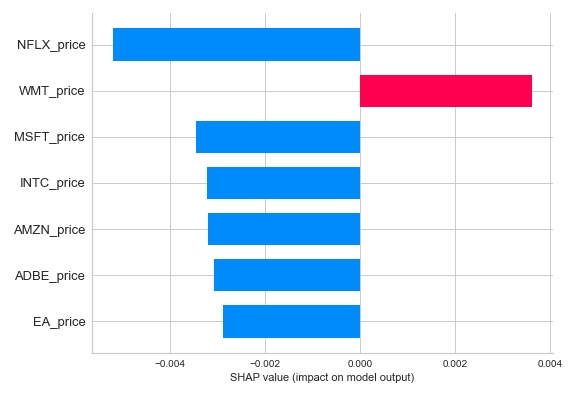 NFLX_price
WMT_price
MSFT_price
INTC_price
AMZN_price
ADBE_price
EA_price
−0.004 −0.002 0.000 0.002 0.004
SHAP value (impact on model output)